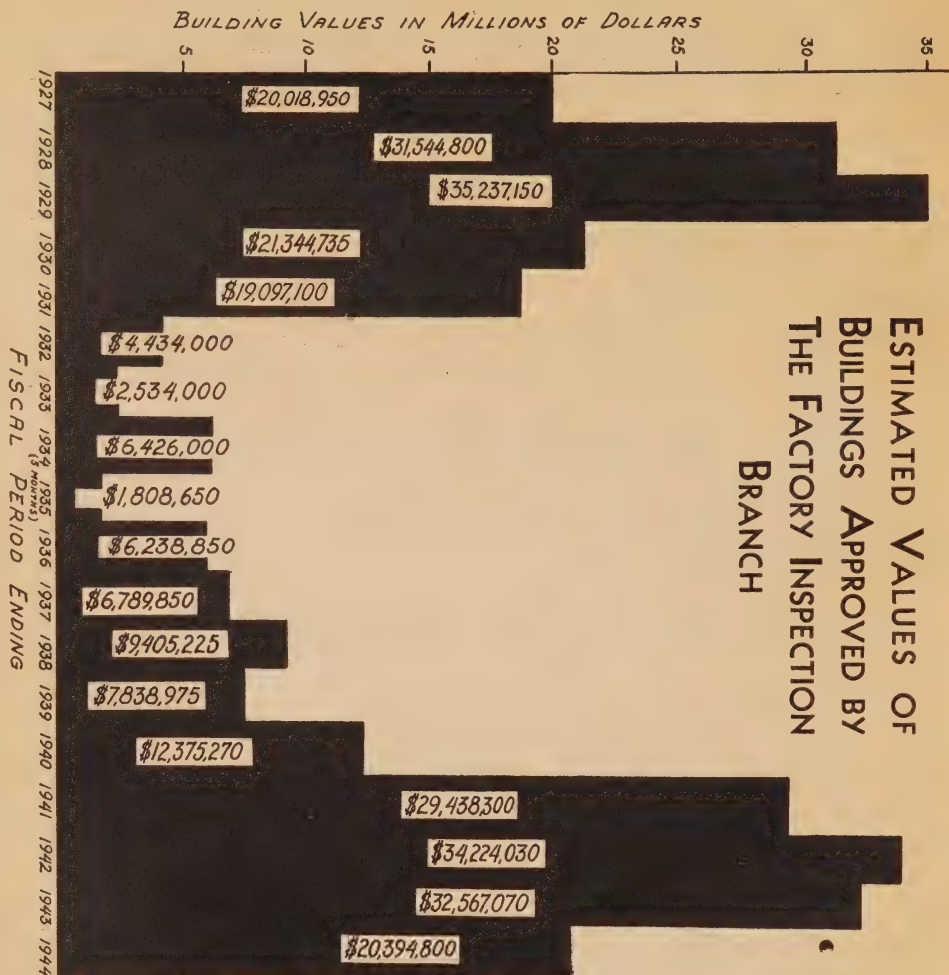 BUILDING VALUES IN MILLIONS OF DOLLARS
5 10 15 20 25 30 35
ESTIMATED VALUES OF
BUILDINGS APPROVED BY
THE FACTORY INSPECTION
BRANCH
1927 $20,018,950
1928 $31,544,800
1929 $35,237,150
1930 $21,344,735
1931 $19,097,100
1932 $4,434,000
1933 $2,534,000
1934 $6,426,000
1935 (5 MONTHS) $1,808,650
1936 $6,238,850
1937 $6,789,850
1938 $9,405,225
1939 $7,838,975
1940 $12,375,270
1941 $29,438,300
1942 $34,224,030
1943 $32,567,070
1944 $20,394,800
FISCAL PERIOD ENDING